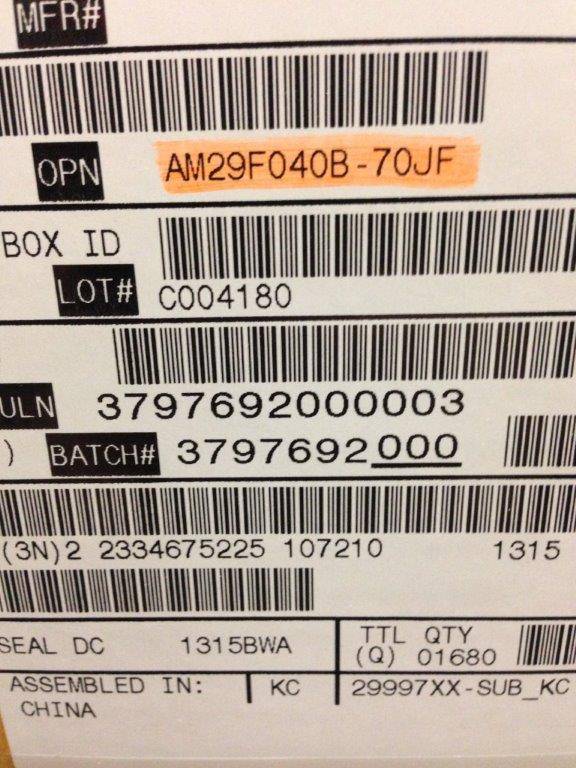 MFR#
OPN AM29F040B-70JF
BOX ID
LOT# C004180
ULN 3797692000003
) BATCH# 3797692000
(3N)2 2334675225 107210 1315
SEAL DC 1315BWA
TTL QTY
(Q) 01680
ASSEMBLED IN: KC 29997XX-SUB_KC
CHINA